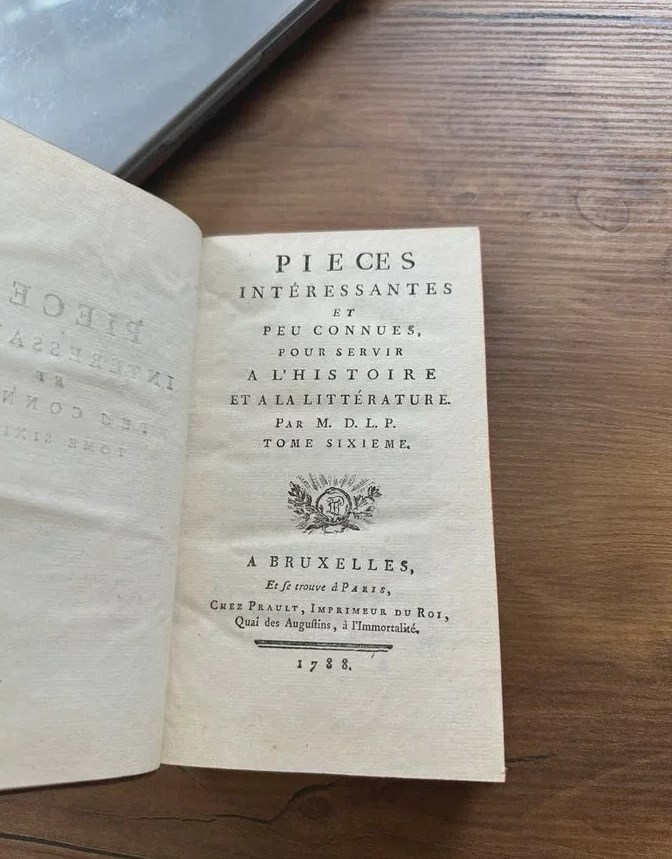 PIECES
INTÉRESSANTES
ET
PEU CONNUES,
POUR SERVIR
A L'HISTOIRE
ET A LA LITTÉRATURE.
PAR M. D. L. P.
TOME SIXIEME.
A BRUXELLES,
Et ſe trouve à PARIS,
CHEZ PRAULT, IMPRIMEUR DU ROI,
Quai des Auguſtins, à l'Immortalité.
1788.